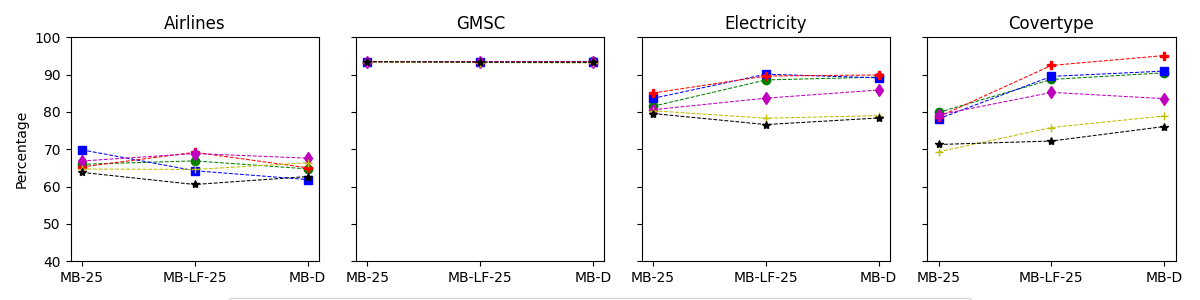 Airlines GMSC Electricity Covertype
100
90
80
70
60
50
40
Percentage
MB-25 MB-LF-25 MB-D MB-25 MB-LF-25 MB-D MB-25 MB-LF-25 MB-D MB-25 MB-LF-25 MB-D